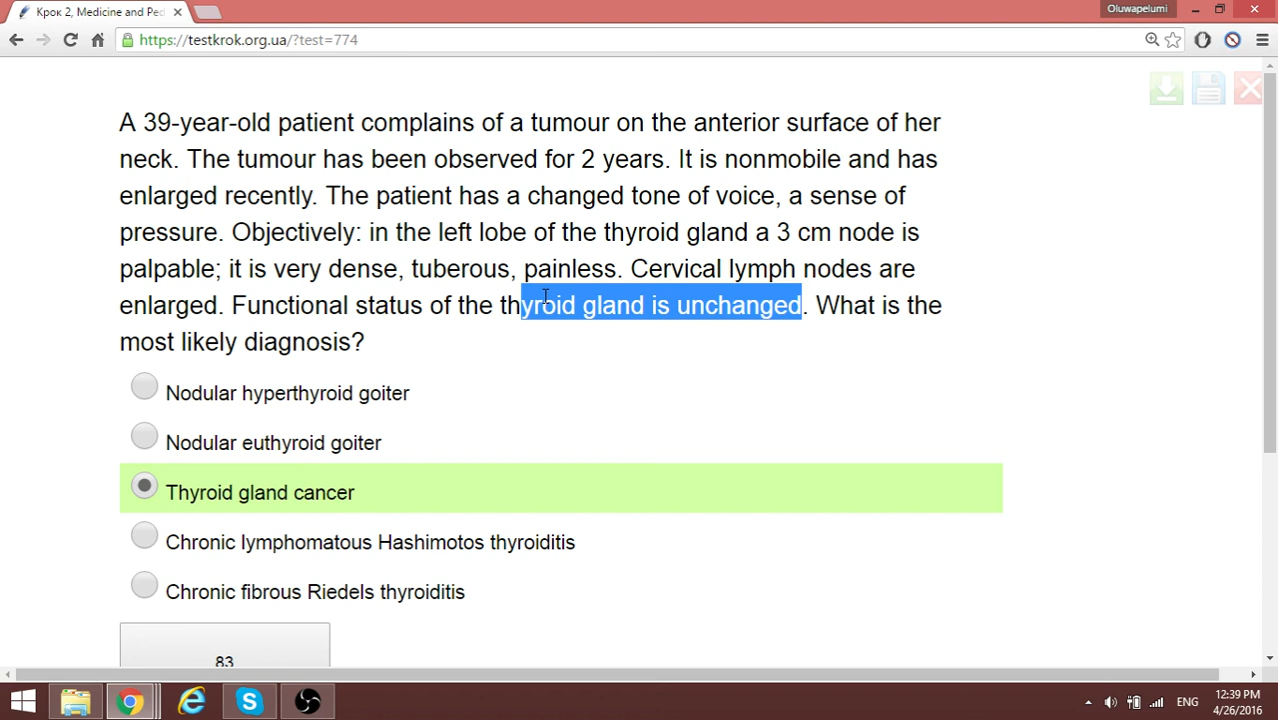 Oluwapelumi
Крок 2, Medicine and Ped
https://testkrok.org.ua/?test=774
A 39-year-old patient complains of a tumour on the anterior surface of her
neck. The tumour has been observed for 2 years. It is nonmobile and has
enlarged recently. The patient has a changed tone of voice, a sense of
pressure. Objectively: in the left lobe of the thyroid gland a 3 cm node is
palpable; it is very dense, tuberous, painless. Cervical lymph nodes are
enlarged. Functional status of the thyroid gland is unchanged. What is the
most likely diagnosis?
Nodular hyperthyroid goiter
Nodular euthyroid goiter
Thyroid gland cancer
Chronic lymphomatous Hashimotos thyroiditis
Chronic fibrous Riedels thyroiditis
83
ENG
12:39 PM
4/26/2016